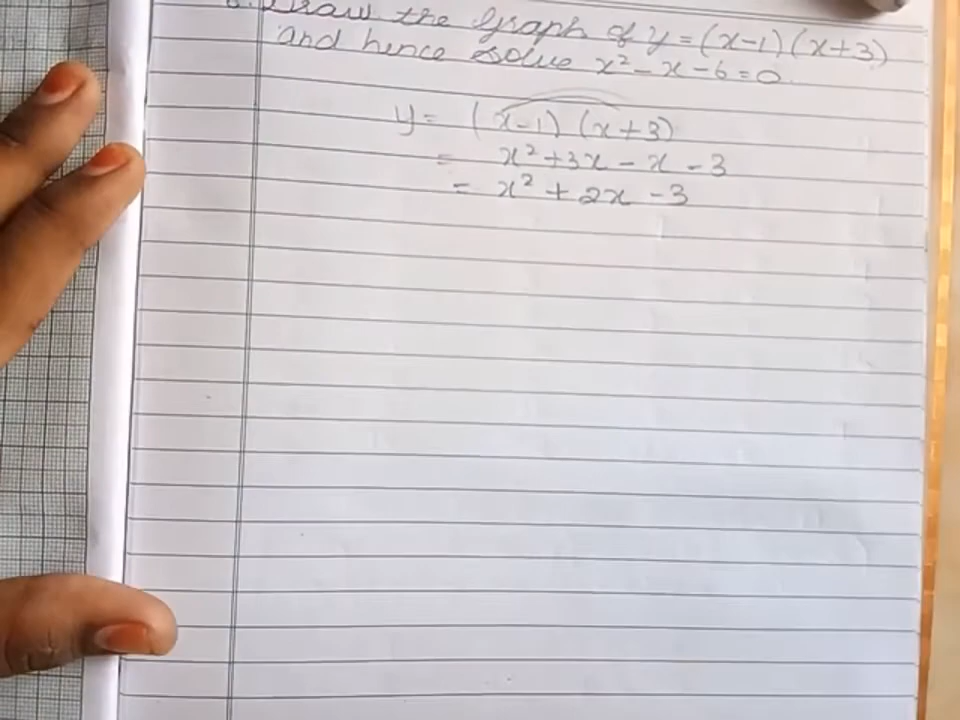 Draw the Graph of y = (x-1)(x+3)
and hence solve x² - x - 6 = 0.
y = (x-1)(x+3)
= x² + 3x - x - 3
= x² + 2x - 3